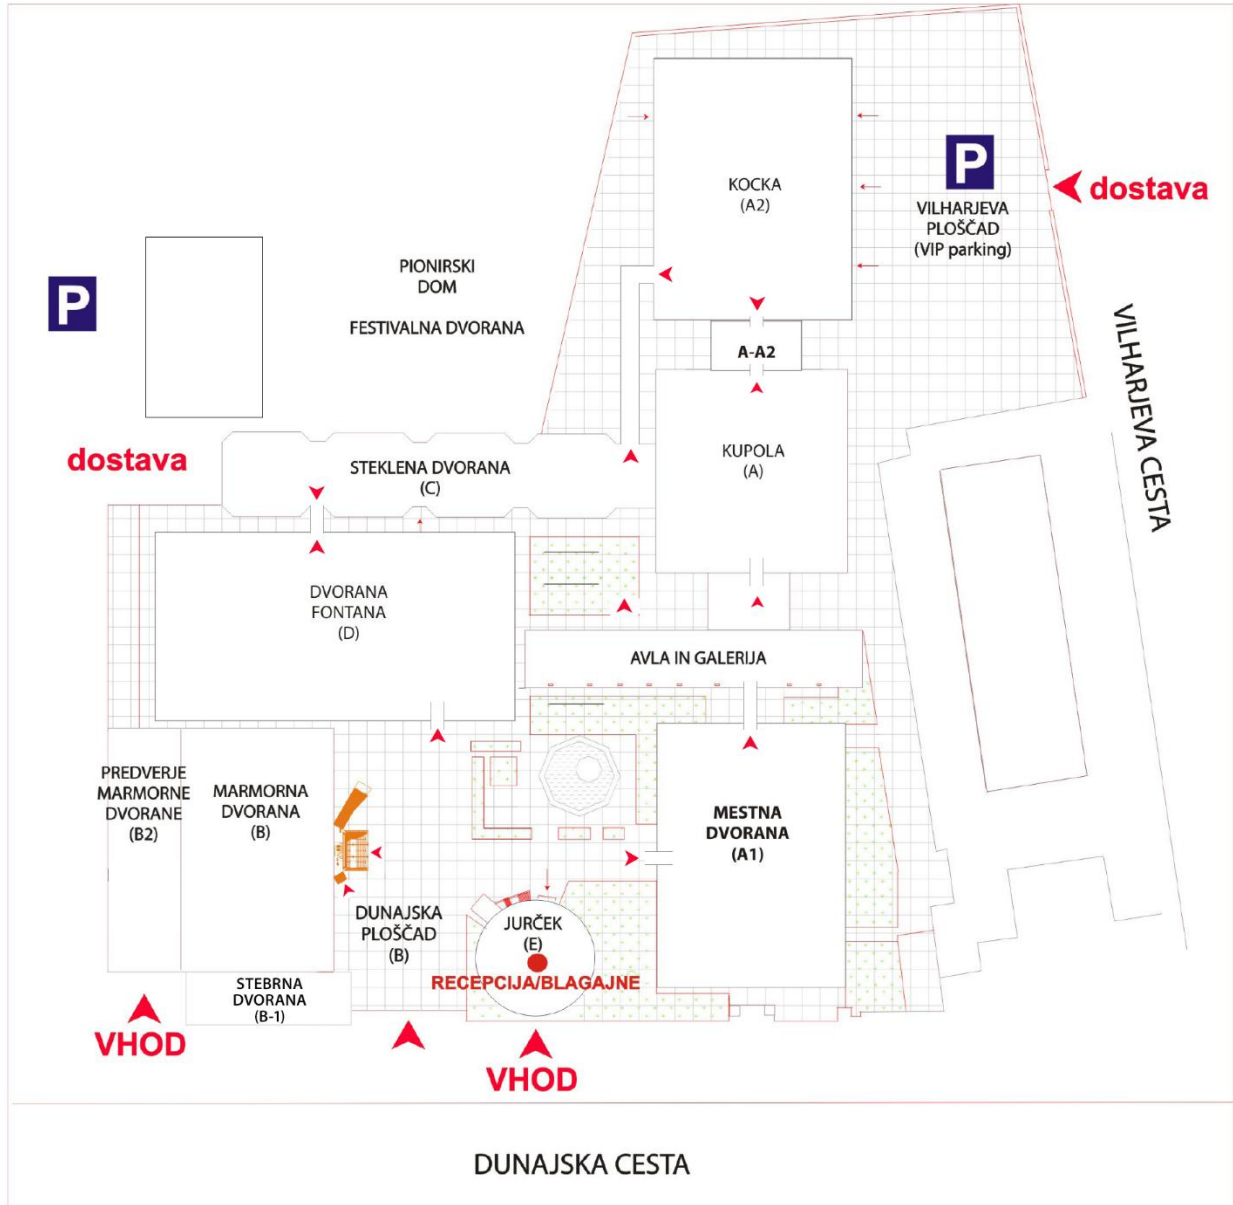 KOCKA
(A2)
P
VILHARJEVA
PLOŠČAD
(VIP parking)
dostava
PIONIRSKI
DOM
FESTIVALNA DVORANA
P
A-A2
VILHARJEVA CESTA
dostava
STEKLENA DVORANA
(C)
KUPOLA
(A)
DVORANA
FONTANA
(D)
AVLA IN GALERIJA
PREDVERJE
MARMORNE
DVORANE
(B2)
MARMORNA
DVORANA
(B)
MESTNA
DVORANA
(A1)
DUNAJSKA
PLOŠČAD
(B)
JURČEK
(E)
RECEPCIJA/BLAGAJNE
STEBRNA
DVORANA
(B-1)
VHOD
VHOD
DUNAJSKA CESTA